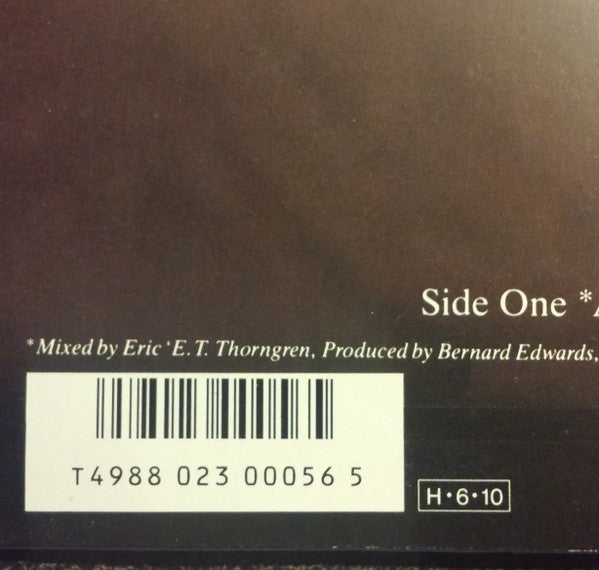 Side One *
*Mixed by Eric ‘E.T. Thorngren, Produced by Bernard Edwards,
T4988 023 00056 5
H•6•10